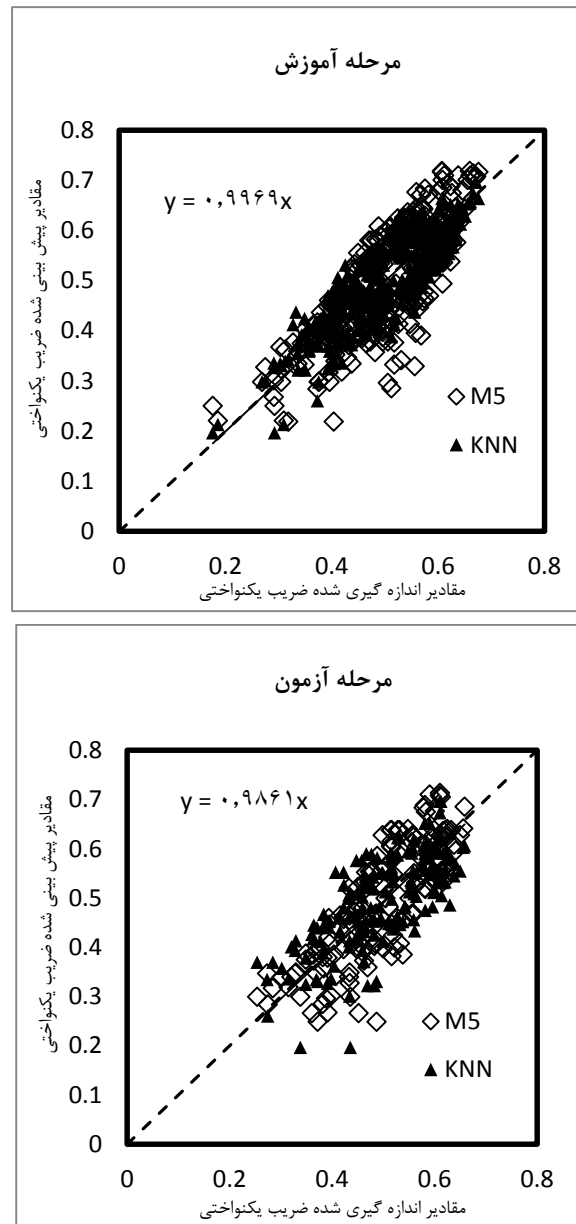 مرحله آموزش
0.8
0.7
0.6
0.5
0.4
0.3
0.2
0.1
0
y = ۰,۹۹۶۹x
M5
KNN
0 0.2 0.4 0.6 0.8
مقادیر پیش بینی شده ضریب یکنواختی
مقادیر اندازه گیری شده ضریب یکنواختی
مرحله آزمون
0.8
0.7
0.6
0.5
0.4
0.3
0.2
0.1
0
y = ۰,۹۸۶۱x
M5
KNN
0 0.2 0.4 0.6 0.8
مقادیر پیش بینی شده ضریب یکنواختی
مقادیر اندازه گیری شده ضریب یکنواختی